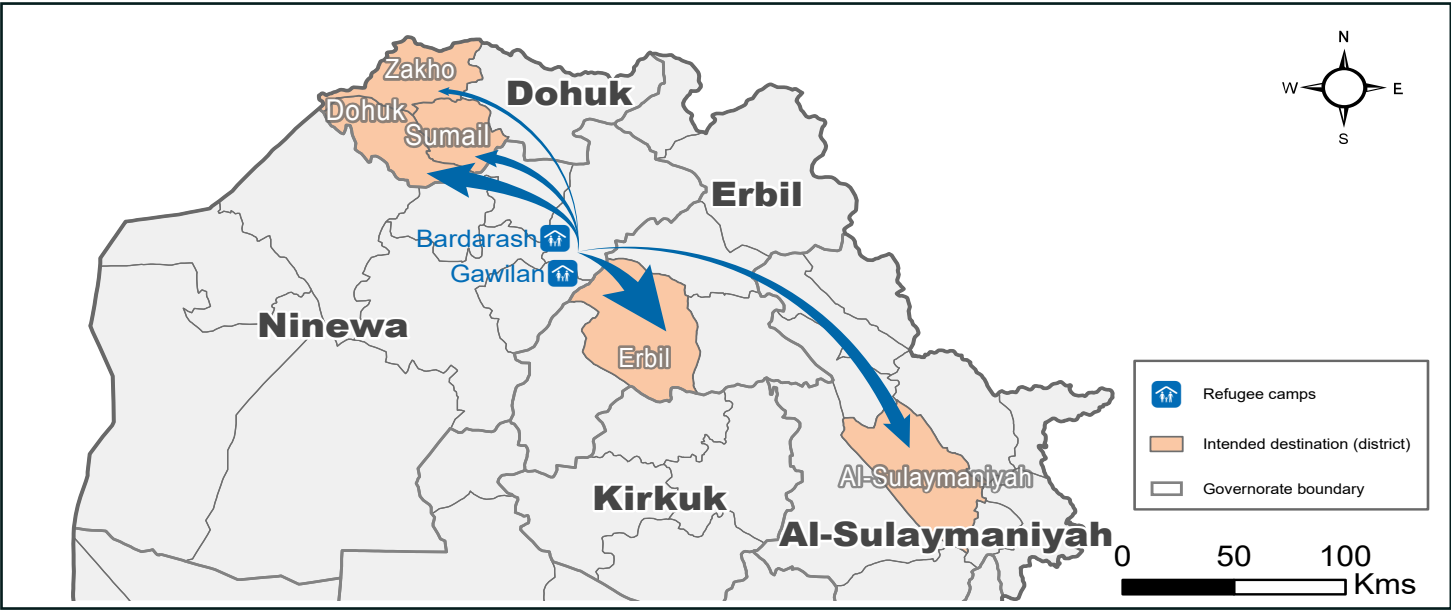 Zakho
Dohuk
Dohuk
Sumail
Erbil
Bardarash
Gawilan
Ninewa
Erbil
Kirkuk
Al-Sulaymaniyah
Al-Sulaymaniyah
N
W
E
S
Refugee camps
Intended destination (district)
Governorate boundary
0 50 100
Kms